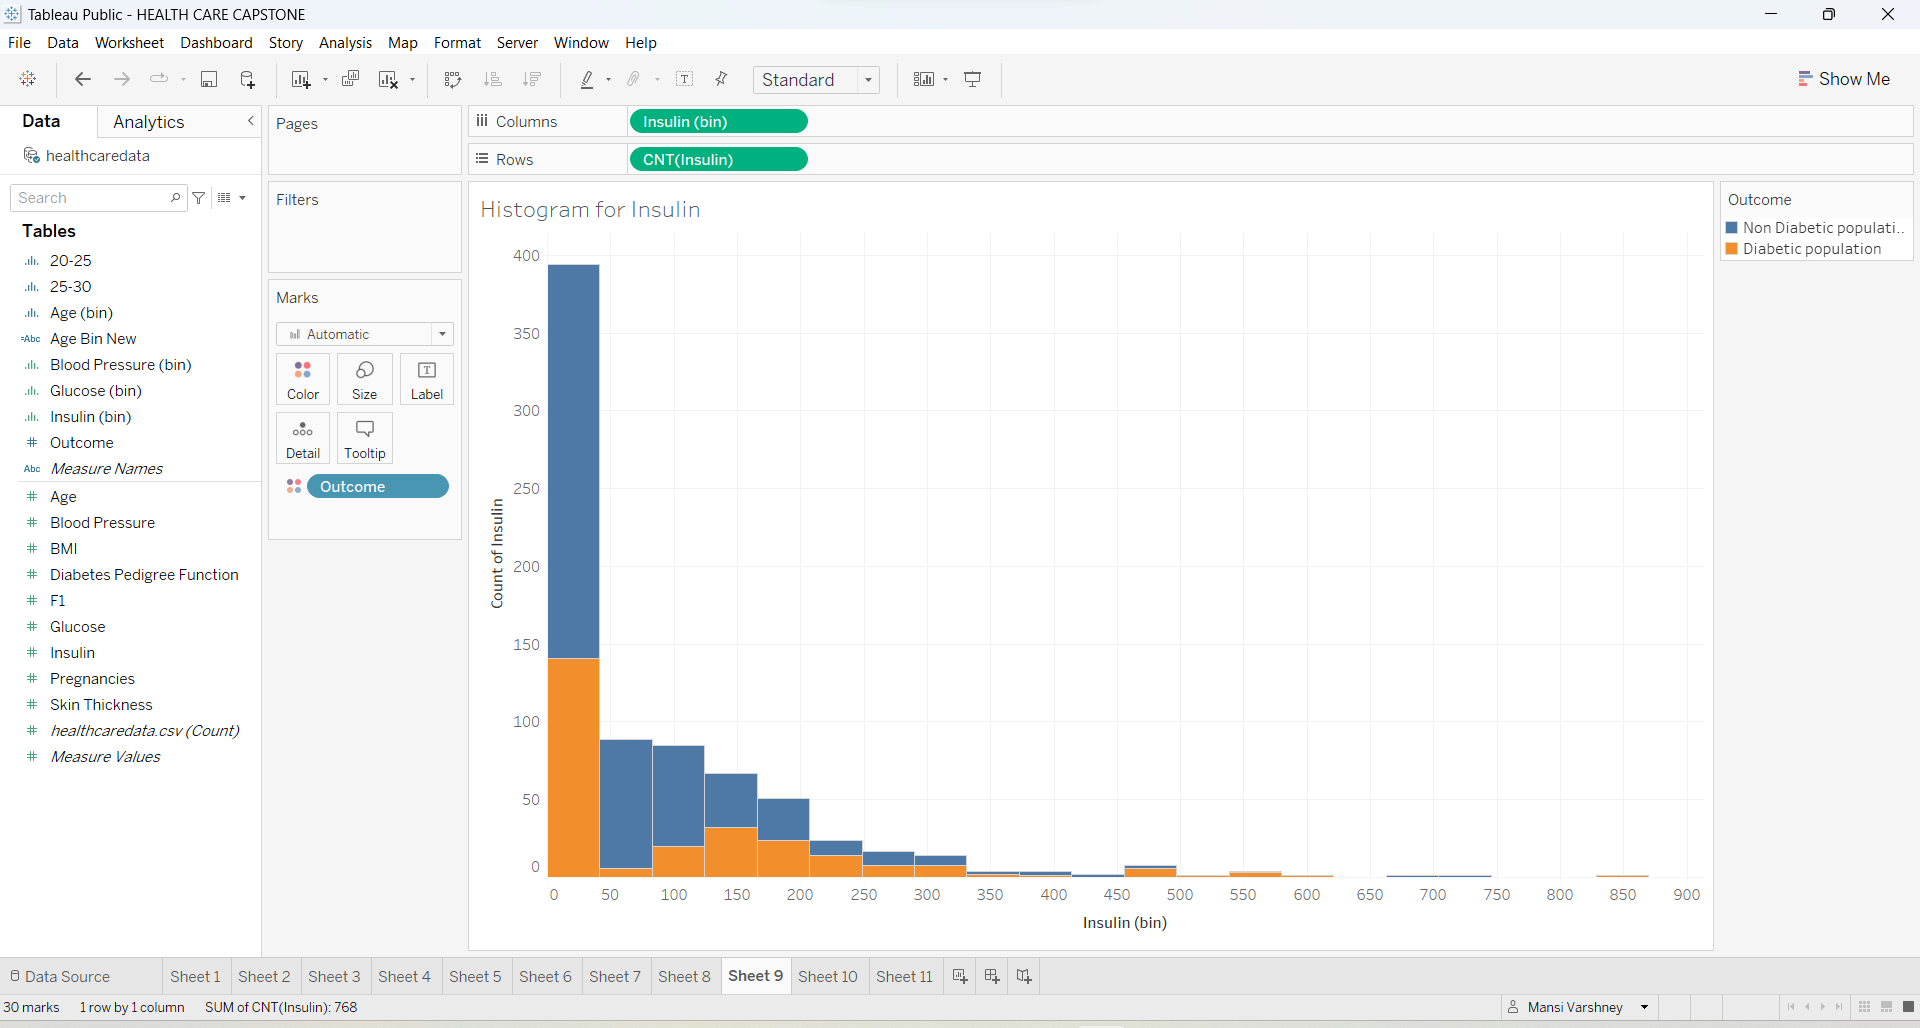 Tableau Public - HEALTH CARE CAPSTONE
File Data Worksheet Dashboard Story Analysis Map Format Server Window Help
Standard
Show Me
Data Analytics
healthcaredata
Search
Tables
20-25
25-30
Age (bin)
=Abc Age Bin New
Blood Pressure (bin)
Glucose (bin)
Insulin (bin)
Outcome
Abc Measure Names
Age
Blood Pressure
BMI
Diabetes Pedigree Function
F1
Glucose
Insulin
Pregnancies
Skin Thickness
healthcaredata.csv (Count)
Measure Values
Pages
Filters
Marks
Automatic
Color Size Label
Detail Tooltip
Outcome
Columns Insulin (bin)
Rows CNT(Insulin)
Histogram for Insulin
Count of Insulin
400
350
300
250
200
150
100
50
0
0 50 100 150 200 250 300 350 400 450 500 550 600 650 700 750 800 850 900
Insulin (bin)
Outcome
Non Diabetic populati..
Diabetic population
Data Source Sheet 1 Sheet 2 Sheet 3 Sheet 4 Sheet 5 Sheet 6 Sheet 7 Sheet 8 Sheet 9 Sheet 10 Sheet 11
30 marks 1 row by 1 column SUM of CNT(Insulin): 768
Mansi Varshney